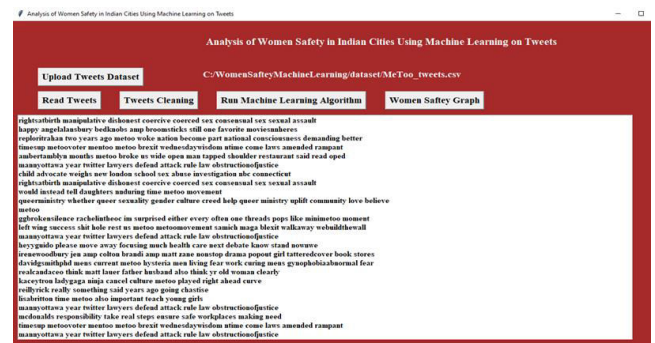 Analysis of Women Safety in Indian Cities Using Machine Learning on Tweets
Analysis of Women Safety in Indian Cities Using Machine Learning on Tweets
Upload Tweets Dataset C:/WomenSafteyMachineLearning/dataset/MeToo_tweets.csv
Read Tweets Tweets Cleaning Run Machine Learning Algorithm Women Saftey Graph
rightsatbirth manipulative dishonest coercive coerced sex consensual sex sexual assault
happy angelalansbury bedknobs amp broomsticks still one favorite moviesnuheres
reploritrahan two years ago metoo woke nation become part national consciousness demanding better
timesup metoovoter mentoo metoo brexit wednesdaywisdom ntime come laws amended rampant
ambertamblyn months metoo broke us wide open man tapped shoulder restaurant said read oped
mannyottawa year twitter lawyers defend attack rule law obstructionofjustice
child advocate weighs new london school sex abuse investigation nbc connecticut
rightsatbirth manipulative dishonest coercive coerced sex consensual sex sexual assault
would instead tell daughters nnduring time metoo movement
queerministry whether queer sexuality gender culture creed help queer ministry uplift community love believe
metoo
ggbrokensilence rachelintheoc im surprised either every often one threads pops like minimetoo moment
left wing success shit hole rest us metoo metoomovement samich maga blexit walkaway webuildthewall
mannyottawa year twitter lawyers defend attack rule law obstructionofjustice
heyyguido please move away focusing much health care next debate know stand nowuwe
irenewoodbury jen amp colton brandi amp matt rane nonstop drama popout girl tatteredcover book stores
davidgsmithphd mens current metoo hysteria men living fear work curing mens gynophobiaabnormal fear
realcandaceo think matt lauer father husband also think yr old woman clearly
kaceytron ladygaga ninja cancel culture metoo played right ahead curve
reillyrick really something said years ago going chastise
lisabritton time metoo also important teach young girls
mannyottawa year twitter lawyers defend attack rule law obstructionofjustice
mcdonalds responsibility take real steps ensure safe workplaces making need
timesup metoovoter mentoo metoo brexit wednesdaywisdom ntime come laws amended rampant
mannyottawa year twitter lawyers defend attack rule law obstructionofjustice